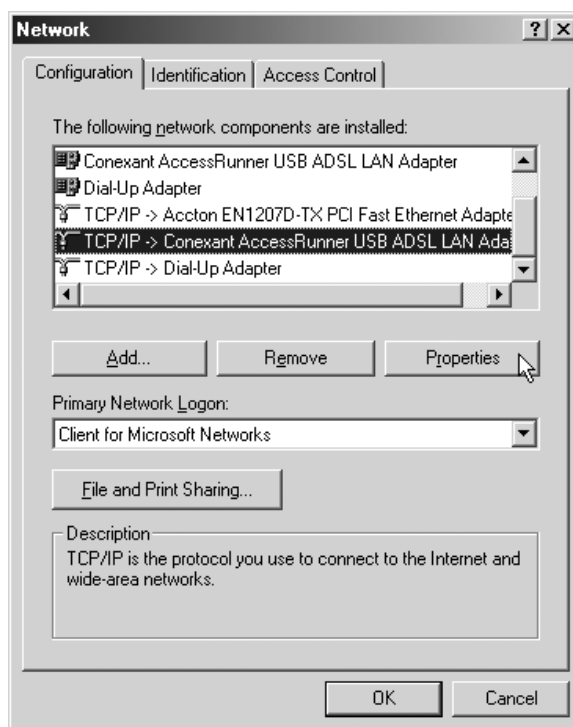 Network
Configuration Identification Access Control
The following network components are installed:
Conexant AccessRunner USB ADSL LAN Adapter
Dial-Up Adapter
TCP/IP -> Accton EN1207D-TX PCI Fast Ethernet Adapte
TCP/IP -> Conexant AccessRunner USB ADSL LAN Ada
TCP/IP -> Dial-Up Adapter
Add... Remove Properties
Primary Network Logon:
Client for Microsoft Networks
File and Print Sharing...
Description
TCP/IP is the protocol you use to connect to the Internet and
wide-area networks.
OK Cancel